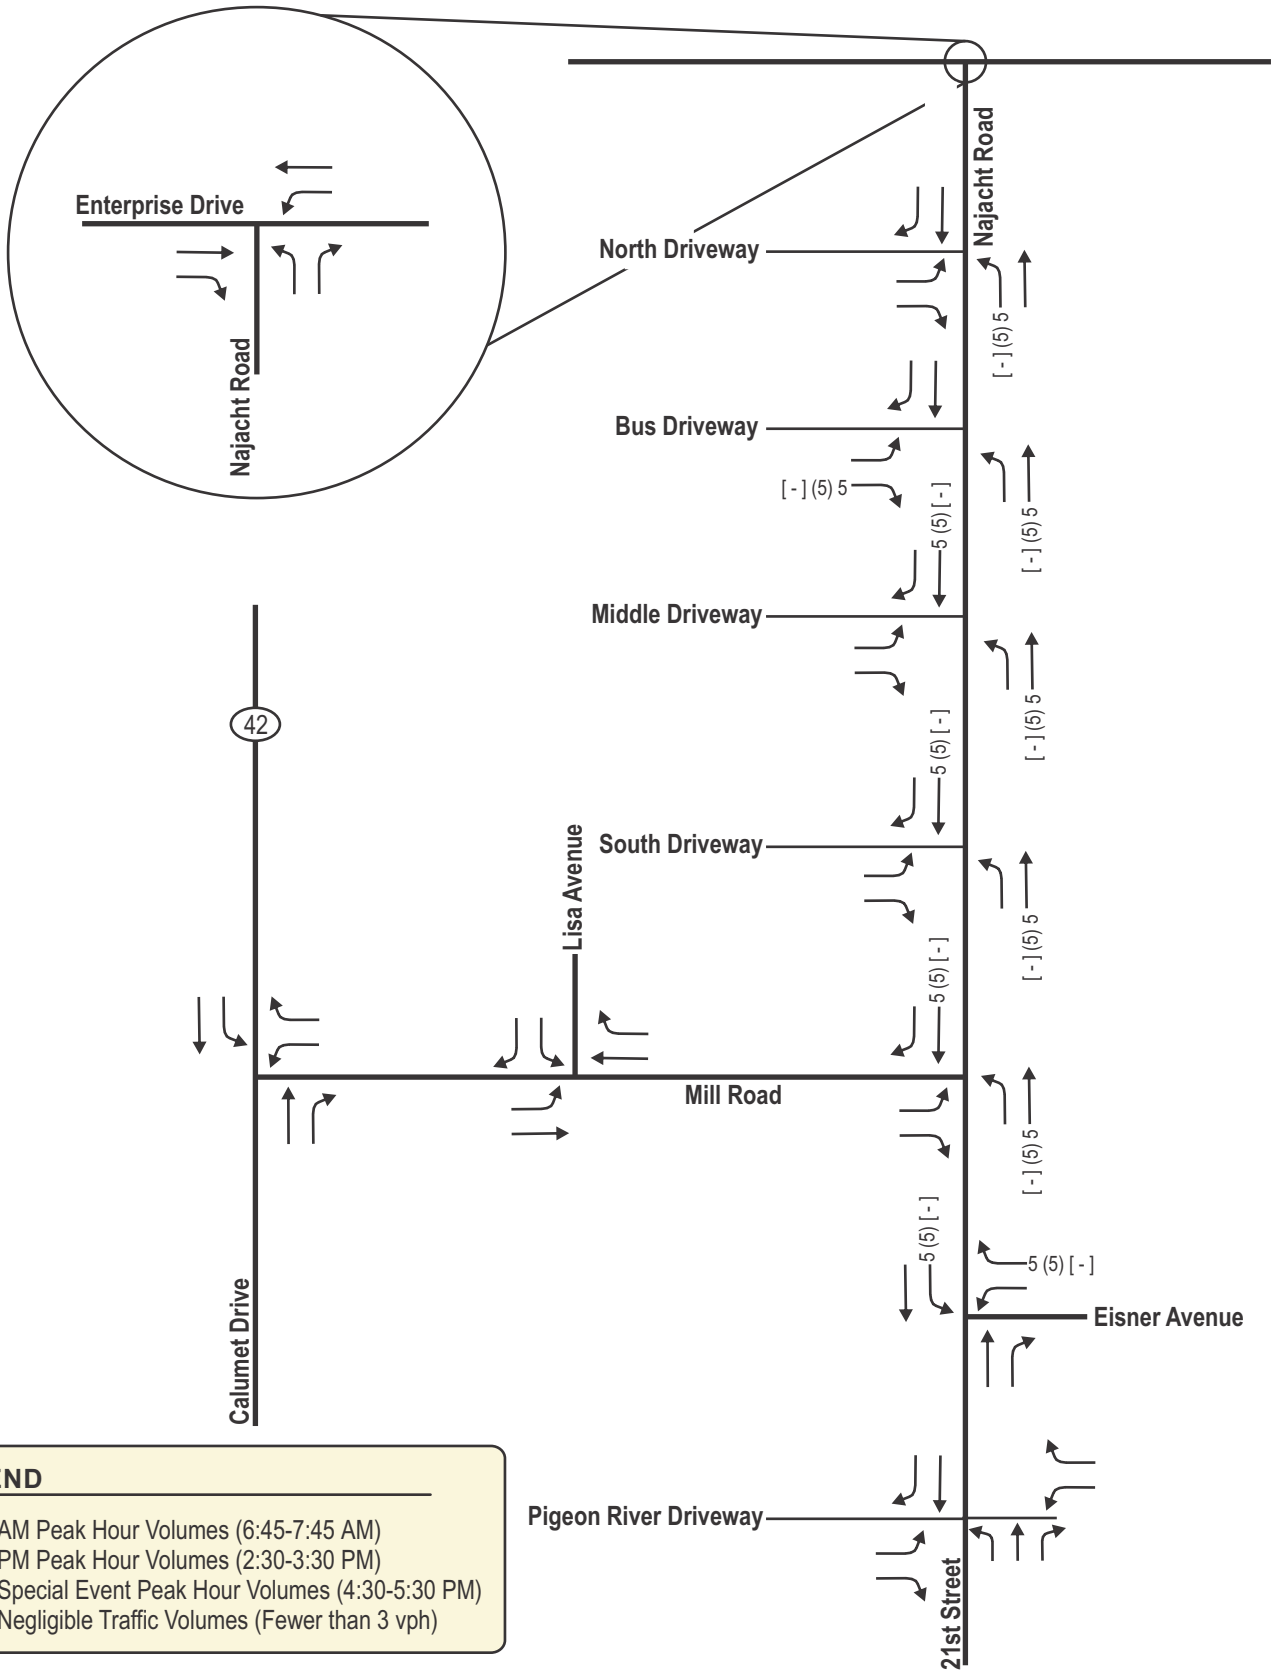 Najacht Road
Enterprise Drive
Najacht Road
North Driveway
[ - ] (5) 5
Bus Driveway
[ - ] (5) 5
5 (5) [ - ]
[ - ] (5) 5
Middle Driveway
[ - ] (5) 5
5 (5) [ - ]
42
South Driveway
Lisa Avenue
[ - ] (5) 5
5 (5) [ - ]
Mill Road
[ - ] (5) 5
5 (5) [ - ]
5 (5) [ - ]
Eisner Avenue
Calumet Drive
Pigeon River Driveway
21st Street
END
AM Peak Hour Volumes (6:45-7:45 AM)
PM Peak Hour Volumes (2:30-3:30 PM)
Special Event Peak Hour Volumes (4:30-5:30 PM)
Negligible Traffic Volumes (Fewer than 3 vph)